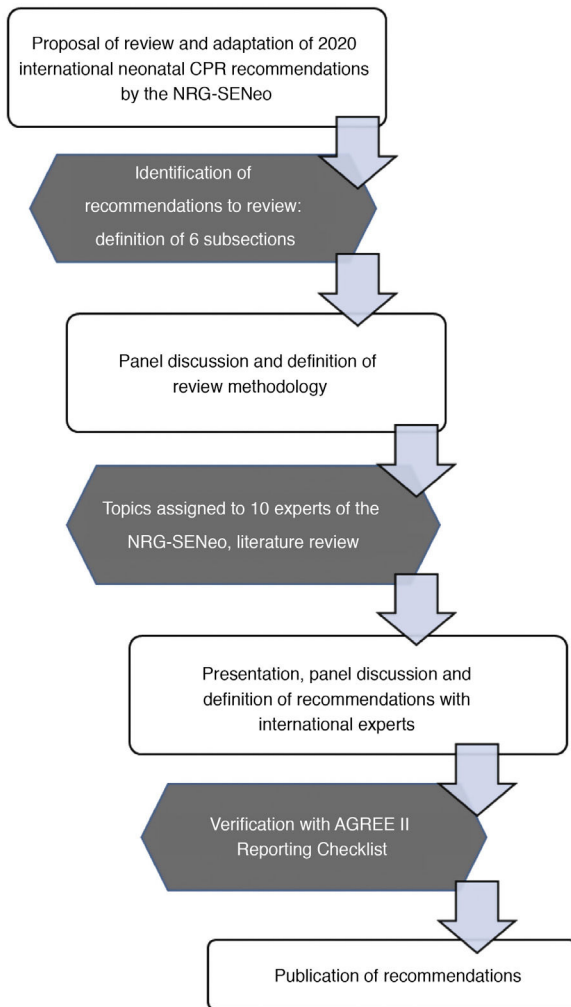 Proposal of review and adaptation of 2020
international neonatal CPR recommendations
by the NRG-SENeo
Identification of
recommendations to review:
definition of 6 subsections
Panel discussion and definition of
review methodology
Topics assigned to 10 experts of the
NRG-SENeo, literature review
Presentation, panel discussion and
definition of recommendations with
international experts
Verification with AGREE II
Reporting Checklist
Publication of recommendations